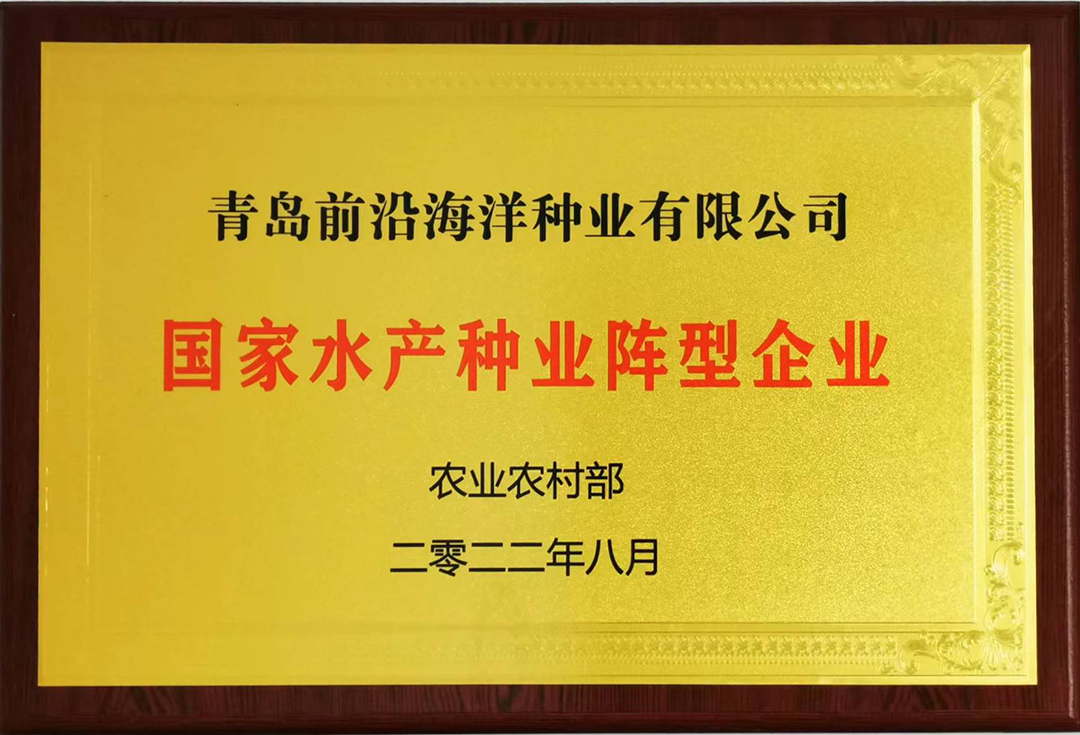 青岛前沿海洋种业有限公司
国家水产种业阵型企业
农业农村部
二零二二年八月